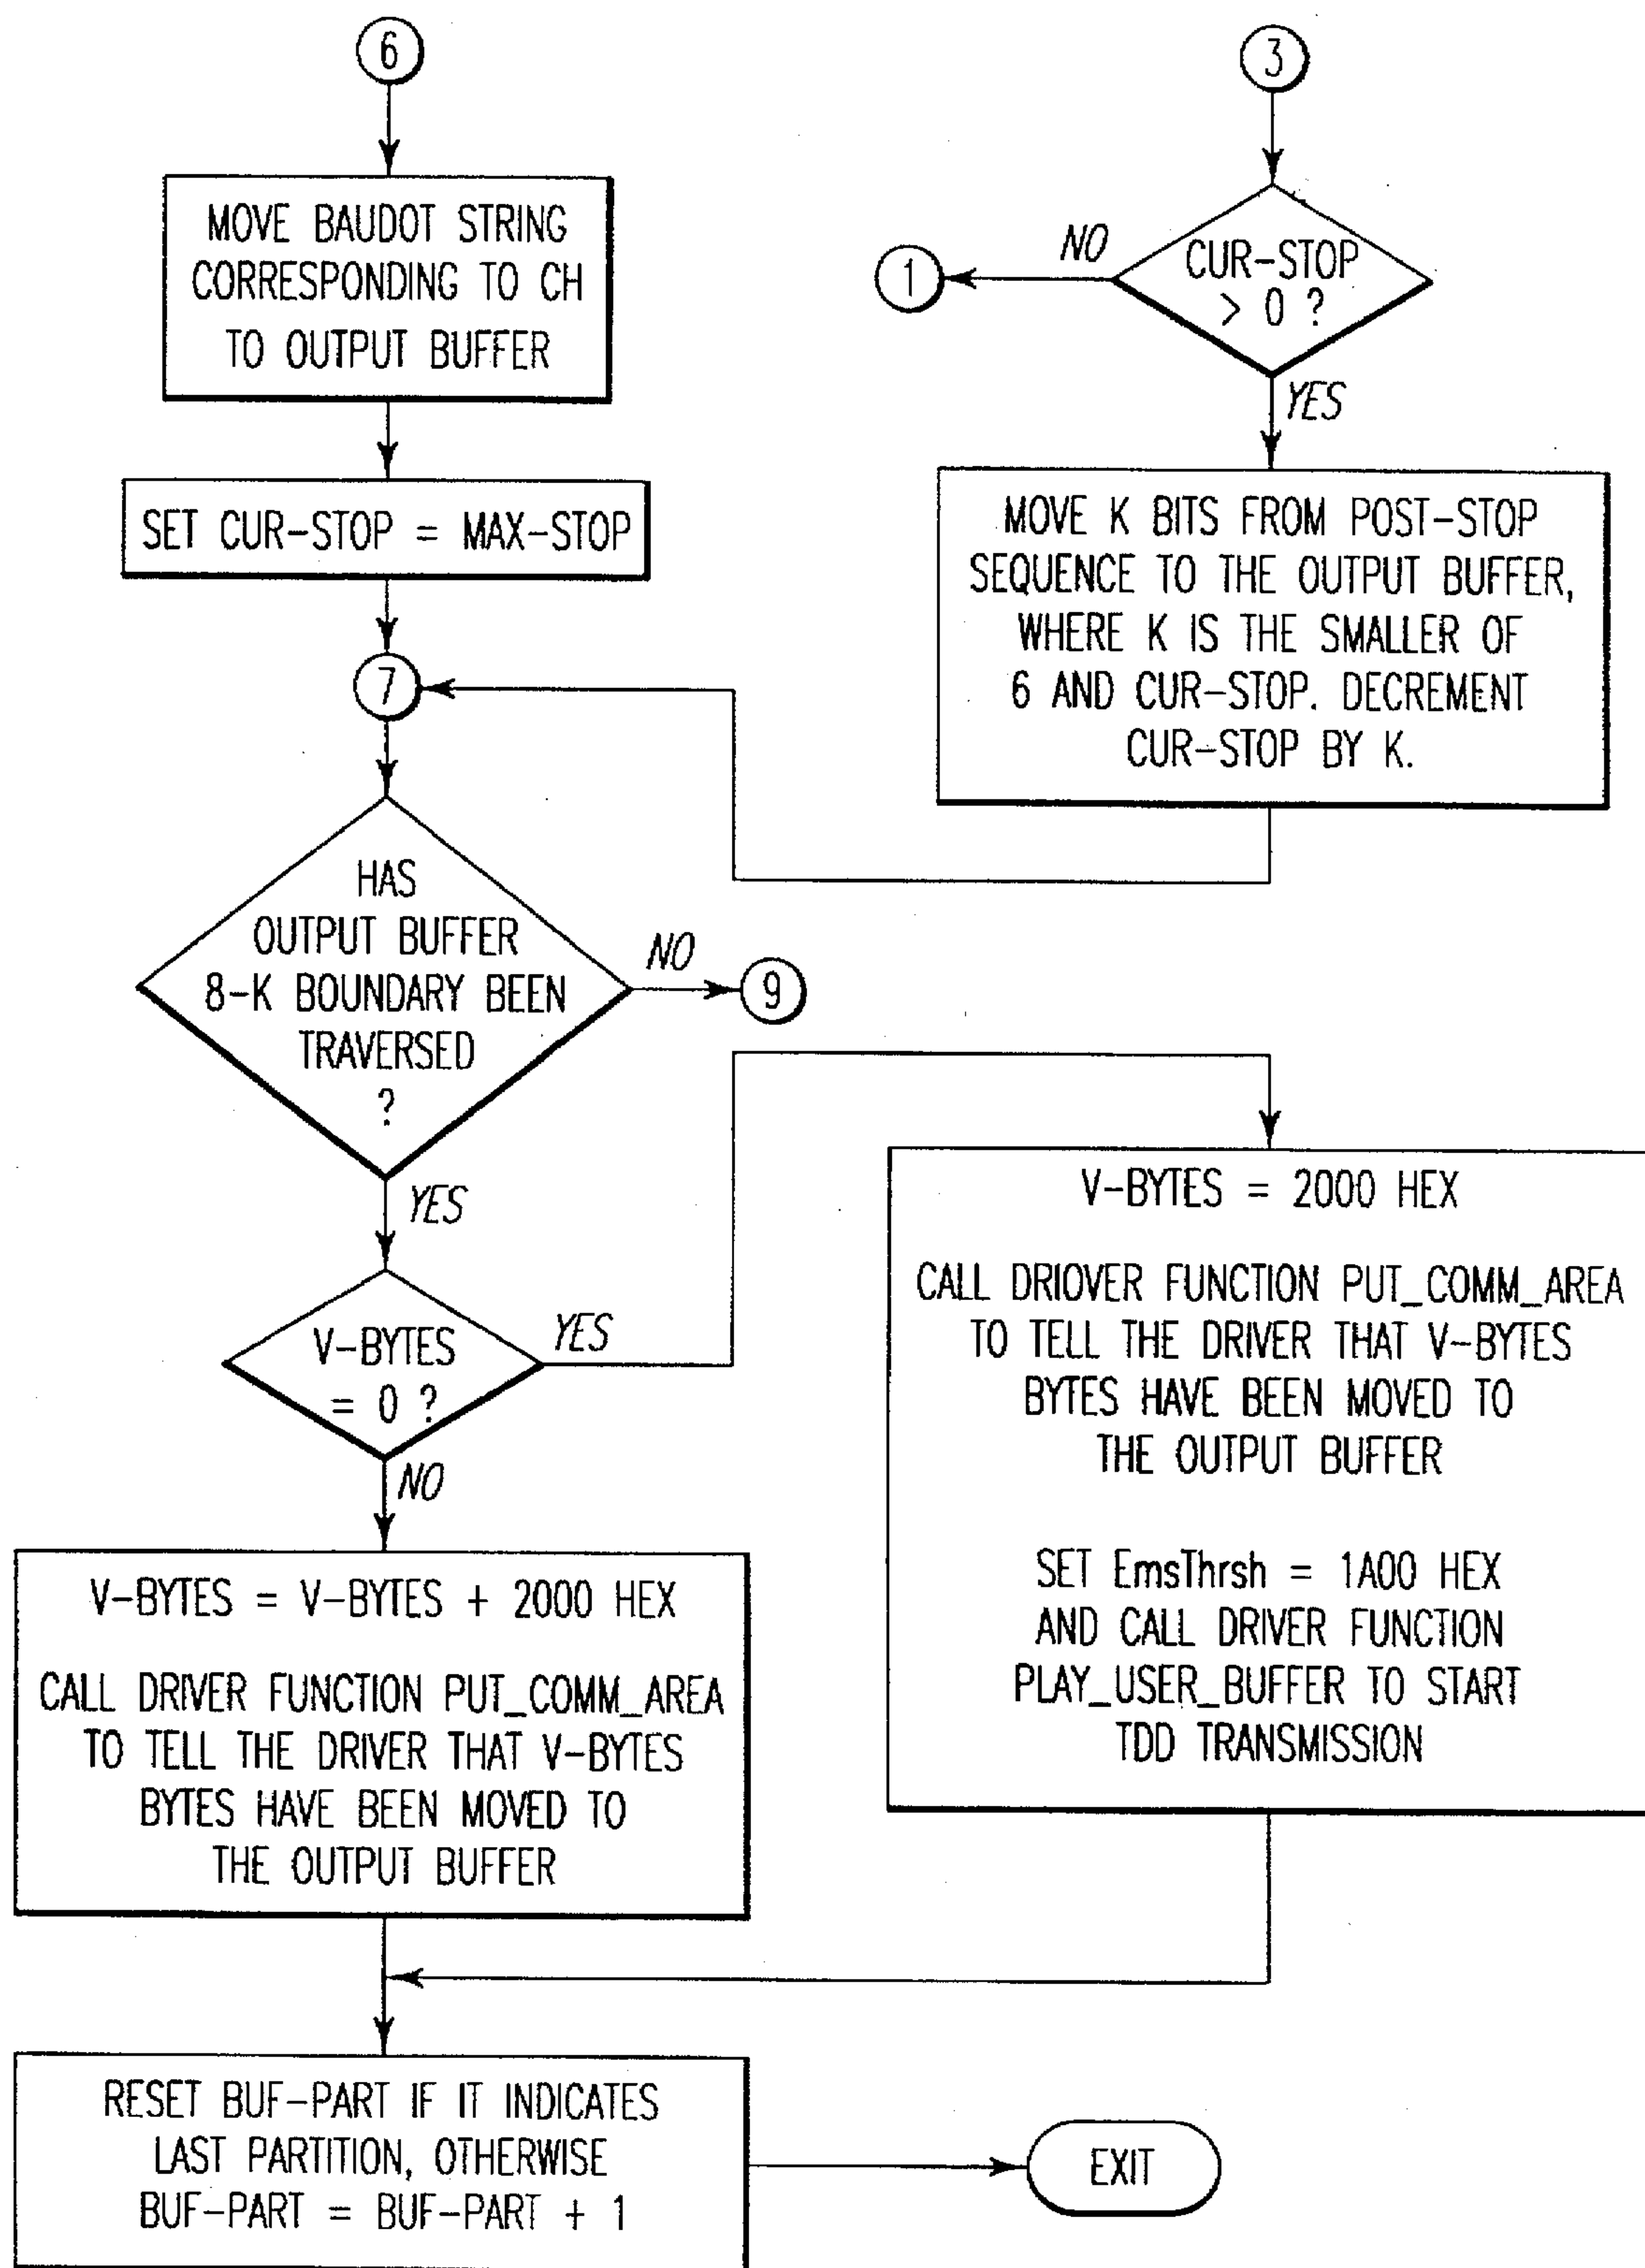 6
MOVE BAUDOT STRING
CORRESPONDING TO CH
TO OUTPUT BUFFER
SET CUR-STOP = MAX-STOP
7
HAS
OUTPUT BUFFER
8-K BOUNDARY BEEN
TRAVERSED
?
NO
9
YES
V-BYTES
= 0 ?
YES
NO
V-BYTES = V-BYTES + 2000 HEX
CALL DRIVER FUNCTION PUT_COMM_AREA
TO TELL THE DRIVER THAT V-BYTES
BYTES HAVE BEEN MOVED TO
THE OUTPUT BUFFER
RESET BUF-PART IF IT INDICATES
LAST PARTITION, OTHERWISE
BUF-PART = BUF-PART + 1
EXIT
3
CUR-STOP
> 0 ?
NO
1
YES
MOVE K BITS FROM POST-STOP
SEQUENCE TO THE OUTPUT BUFFER,
WHERE K IS THE SMALLER OF
6 AND CUR-STOP. DECREMENT
CUR-STOP BY K.
V-BYTES = 2000 HEX
CALL DRIOVER FUNCTION PUT_COMM_AREA
TO TELL THE DRIVER THAT V-BYTES
BYTES HAVE BEEN MOVED TO
THE OUTPUT BUFFER
SET EmsThrsh = 1A00 HEX
AND CALL DRIVER FUNCTION
PLAY_USER_BUFFER TO START
TDD TRANSMISSION